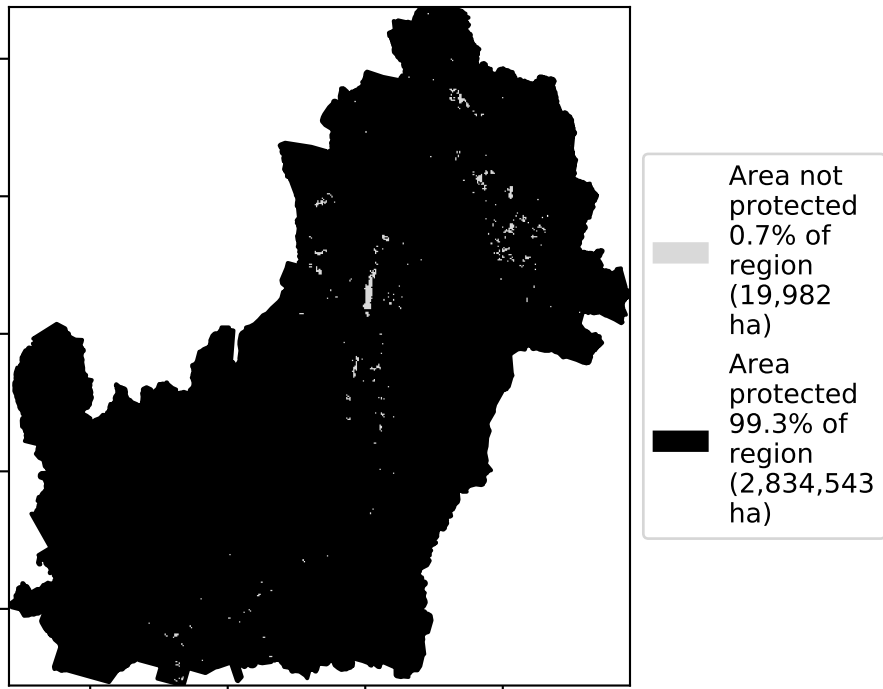 Area not
protected
0.7% of
region
(19,982
ha)
Area
protected
99.3% of
region
(2,834,543
ha)